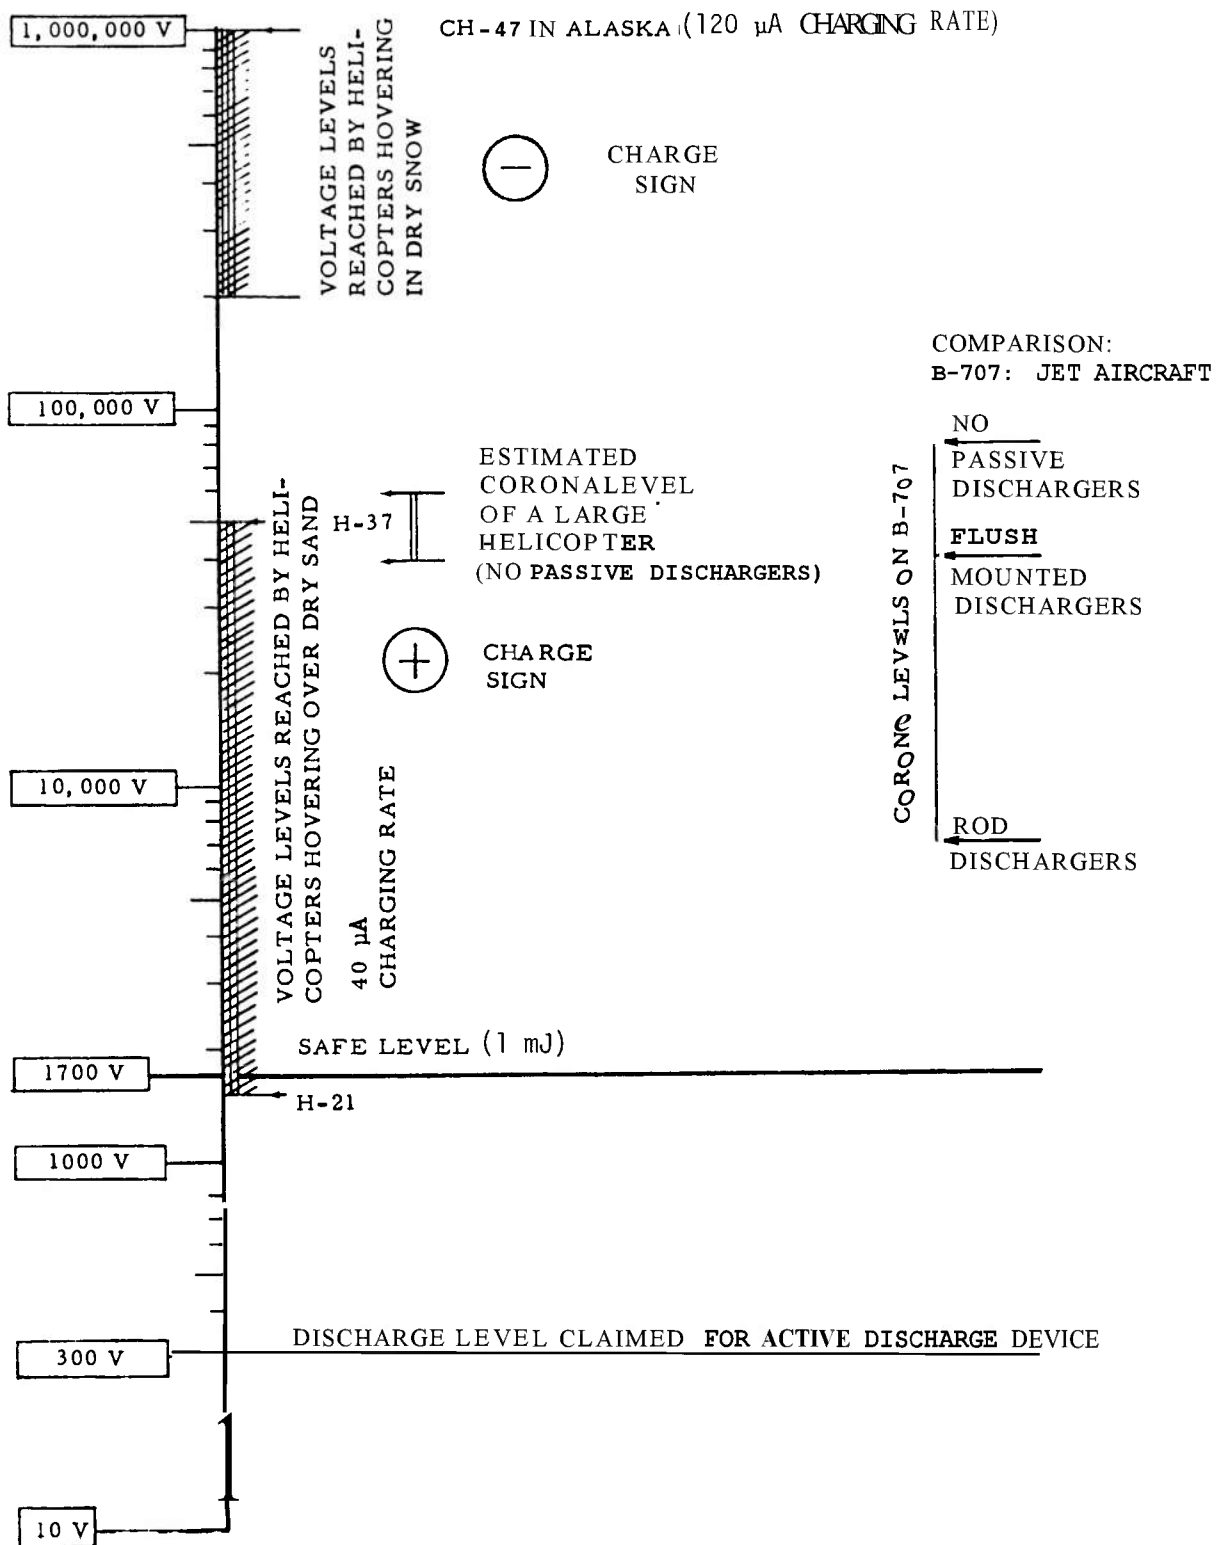 1,000,000 V
CH-47 IN ALASKA (120 µA CHARGING RATE)
VOLTAGE LEVELS
REACHED BY HELI-
COPTERS HOVERING
IN DRY SNOW
−
CHARGE
SIGN
COMPARISON:
B-707: JET AIRCRAFT
100,000 V
NO
PASSIVE
DISCHARGERS
FLUSH
MOUNTED
DISCHARGERS
ROD
DISCHARGERS
CORONe LEVWLS ON B-707
ESTIMATED
CORONALEVEL
OF A LARGE
HELICOPTER
(NO PASSIVE DISCHARGERS)
H-37
+
CHARGE
SIGN
VOLTAGE LEVELS REACHED BY HELI-
COPTERS HOVERING OVER DRY SAND
40 µA
CHARGING RATE
10,000 V
SAFE LEVEL (1 mJ)
1700 V
H-21
1000 V
DISCHARGE LEVEL CLAIMED FOR ACTIVE DISCHARGE DEVICE
300 V
10 V